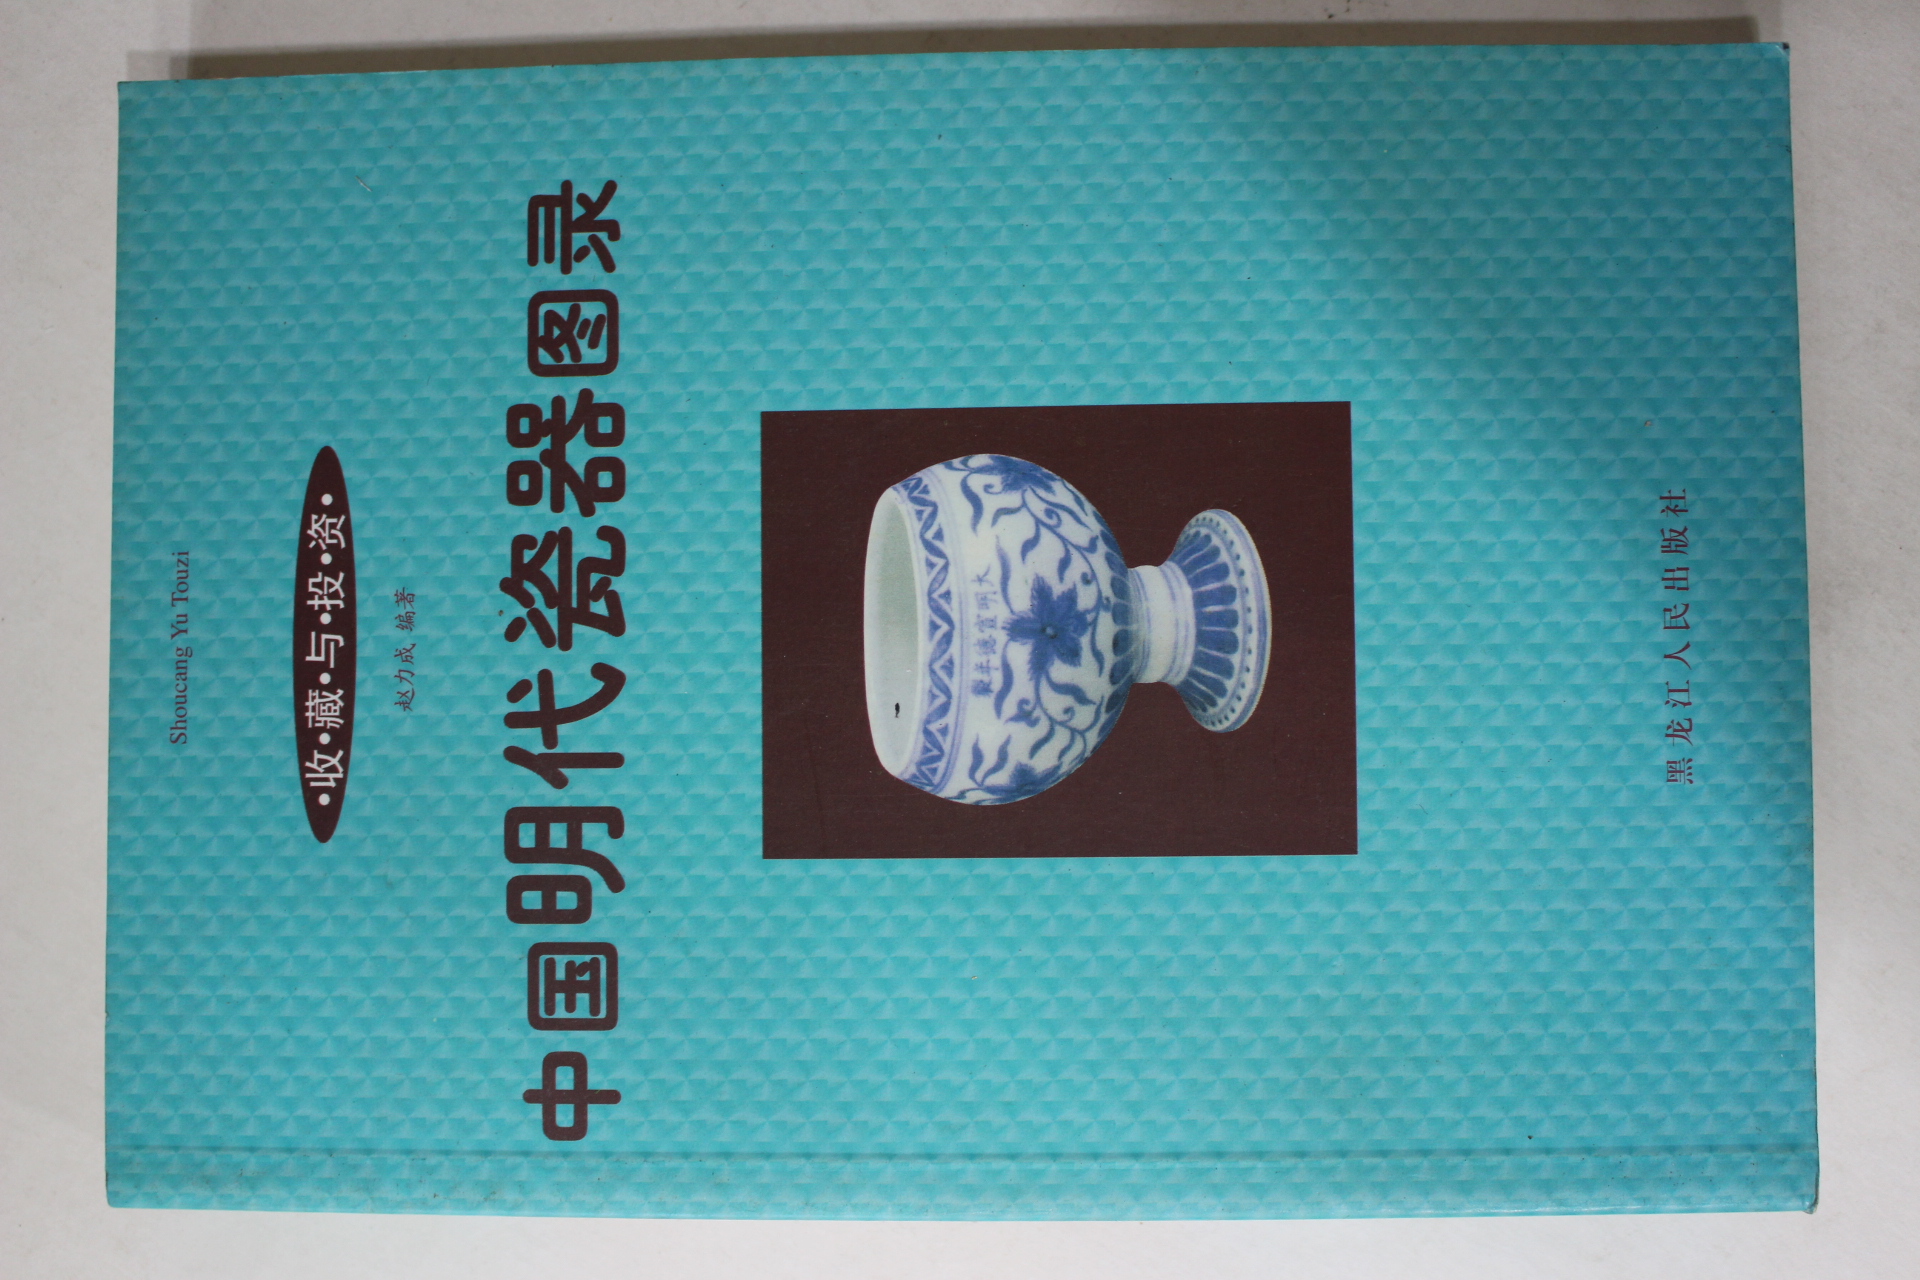 Shoucang Yu Touzi
·收·藏·与·投·资·
赵力成 编著
中国明代瓷器图录
大明宣德年製
黑龙江人民出版社